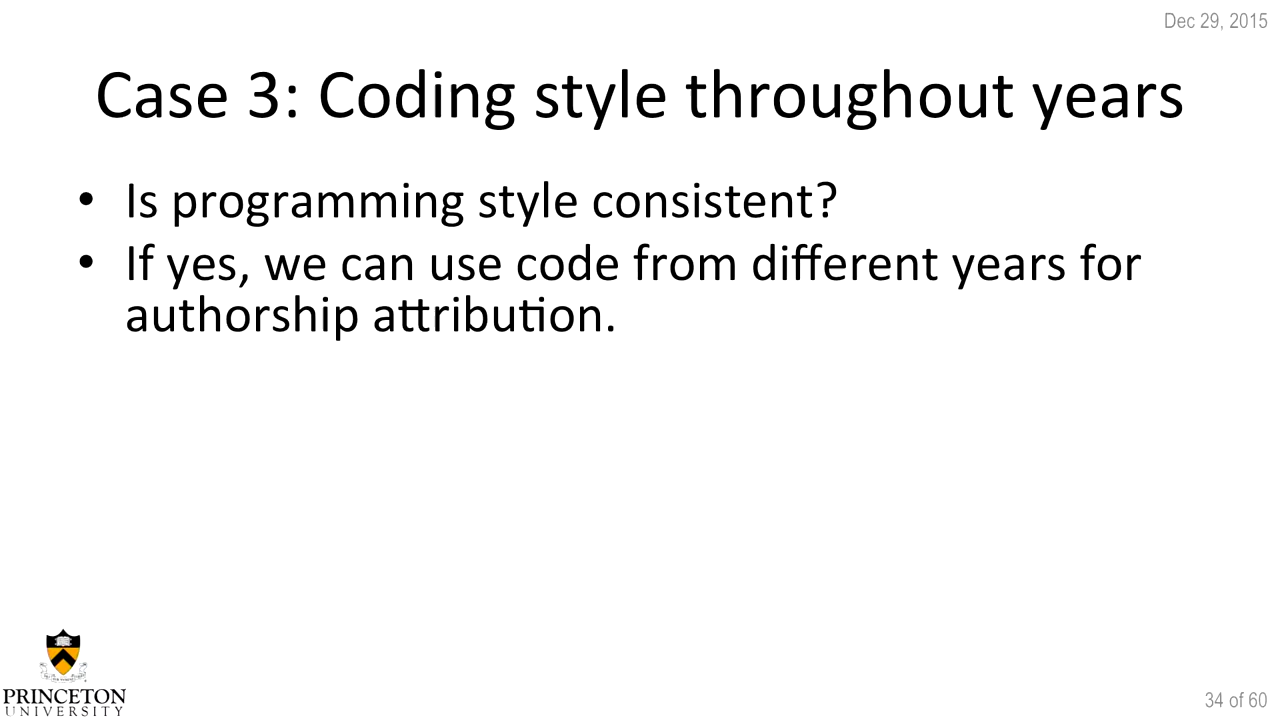 Dec 29, 2015
Case 3: Coding style throughout years
• Is programming style consistent?
• If yes, we can use code from different years for
authorship attribution.
PRINCETON
UNIVERSITY
34 of 60